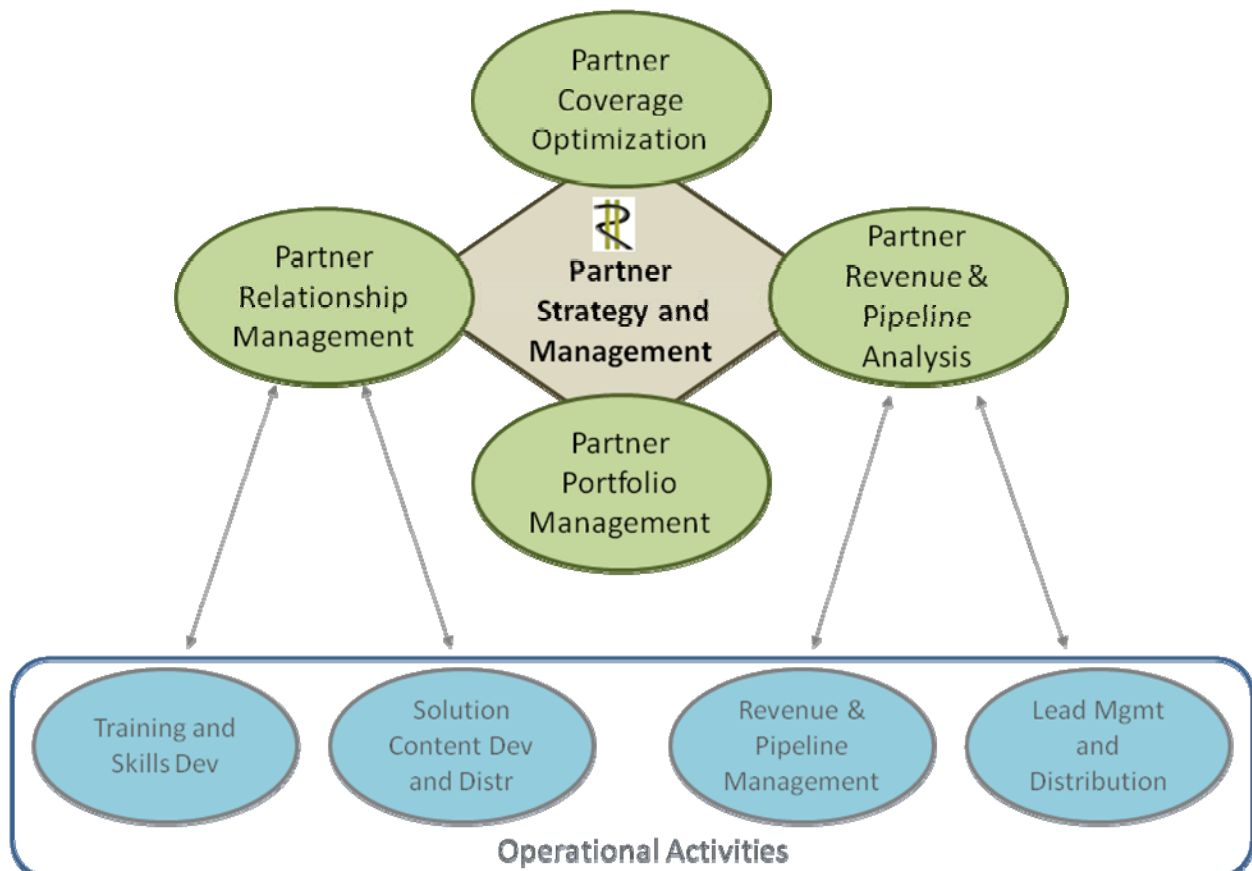 Partner
Coverage
Optimization
Partner
Relationship
Management
Partner
Strategy and
Management
Partner
Revenue &
Pipeline
Analysis
Partner
Portfolio
Management
Training and
Skills Dev
Solution
Content Dev
and Distr
Revenue &
Pipeline
Management
Lead Mgmt
and
Distribution
Operational Activities